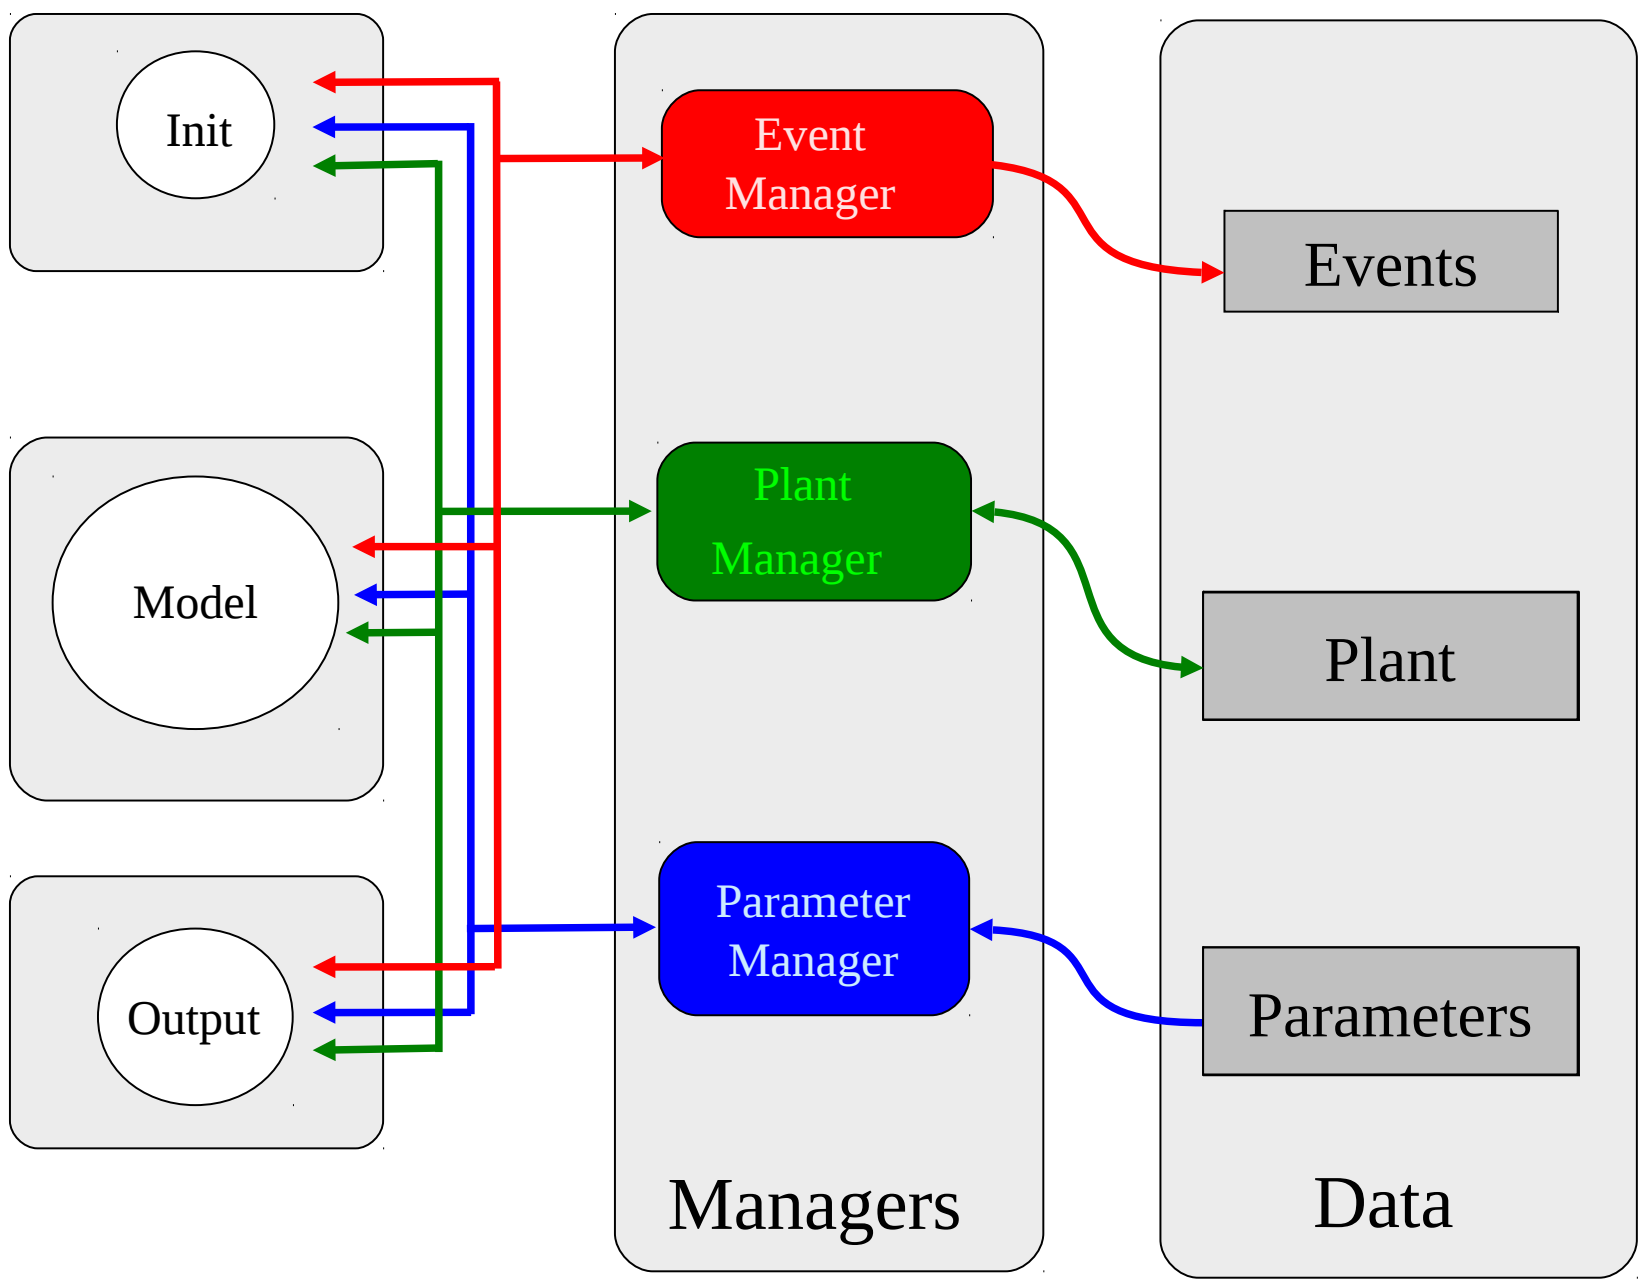 Init
Model
Output
Event
Manager
Plant
Manager
Parameter
Manager
Managers
Events
Plant
Parameters
Data